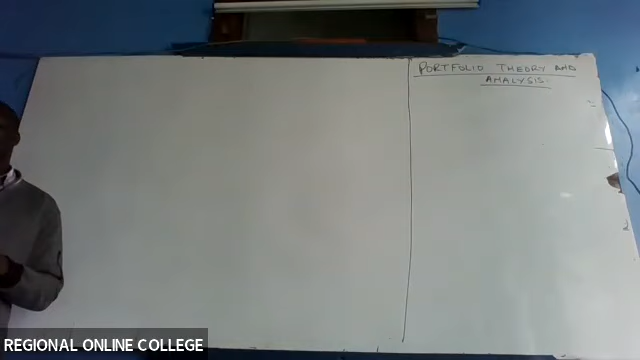 PORTFOLIO THEORY AND
ANALYSIS.
REGIONAL ONLINE COLLEGE